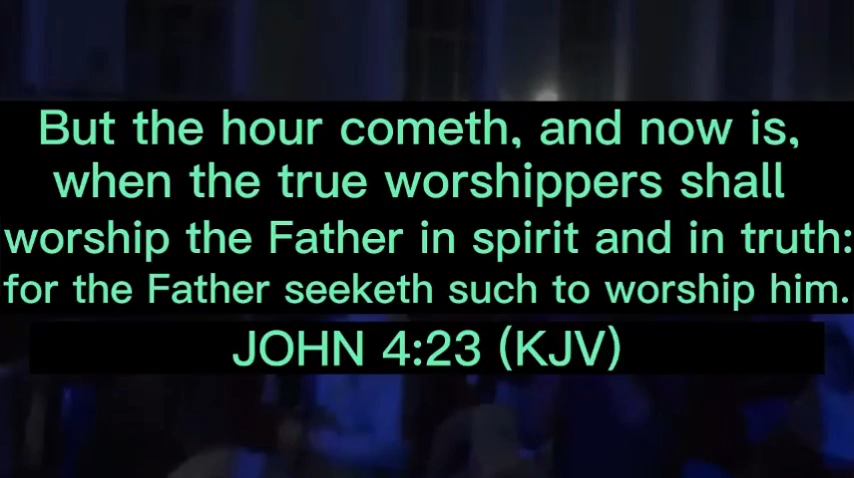 But the hour cometh, and now is,
when the true worshippers shall
worship the Father in spirit and in truth:
for the Father seeketh such to worship him.
JOHN 4:23 (KJV)